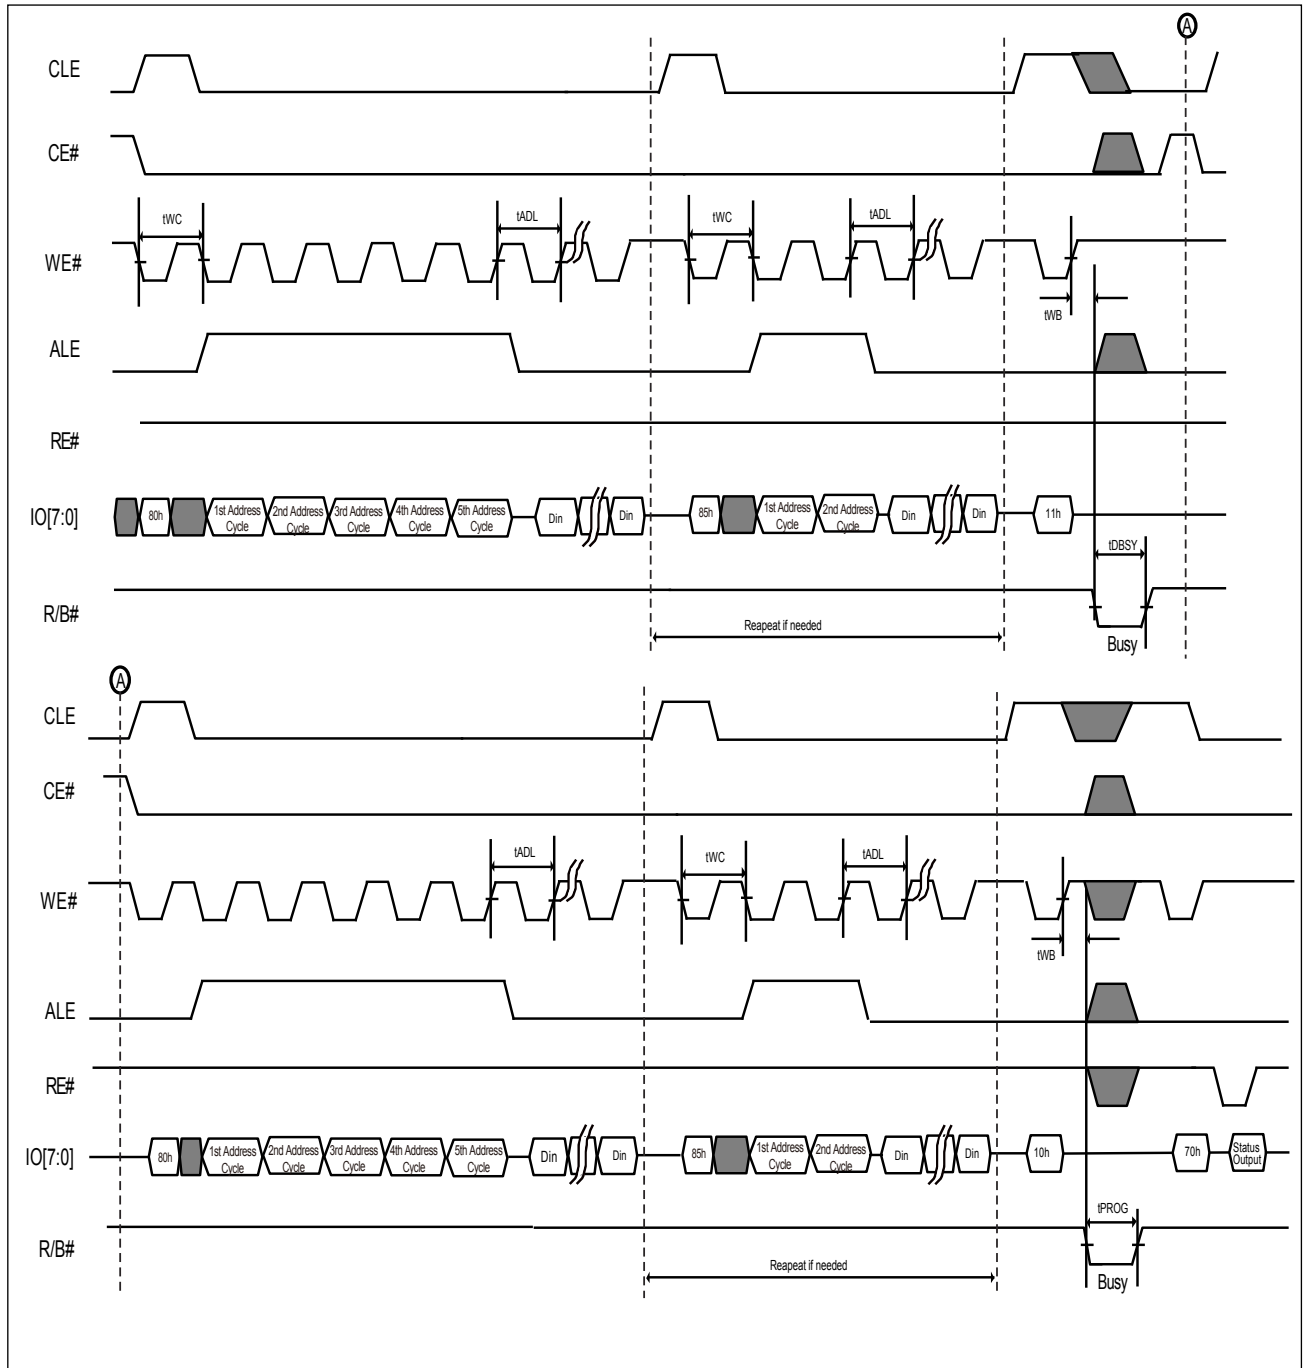 A
CLE
CE#
tWC
tADL
tWC
tADL
WE#
tWB
ALE
RE#
IO[7:0]
80h
1st Address Cycle
2nd Address Cycle
3rd Address Cycle
4th Address Cycle
5th Address Cycle
Din
Din
85h
1st Address Cycle
2nd Address Cycle
Din
Din
11h
tDBSY
R/B#
Reapeat if needed
Busy
A
CLE
CE#
tADL
tWC
tADL
WE#
tWB
ALE
RE#
IO[7:0]
80h
1st Address Cycle
2nd Address Cycle
3rd Address Cycle
4th Address Cycle
5th Address Cycle
Din
Din
85h
1st Address Cycle
2nd Address Cycle
Din
Din
10h
70h
Status Output
tPROG
R/B#
Reapeat if needed
Busy